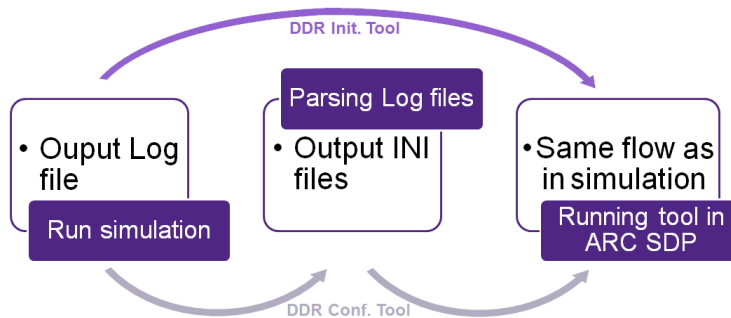 DDR Init. Tool
• Ouput Log
file
Run simulation
Parsing Log files
• Output INI
files
• Same flow as
in simulation
Running tool in
ARC SDP
DDR Conf. Tool